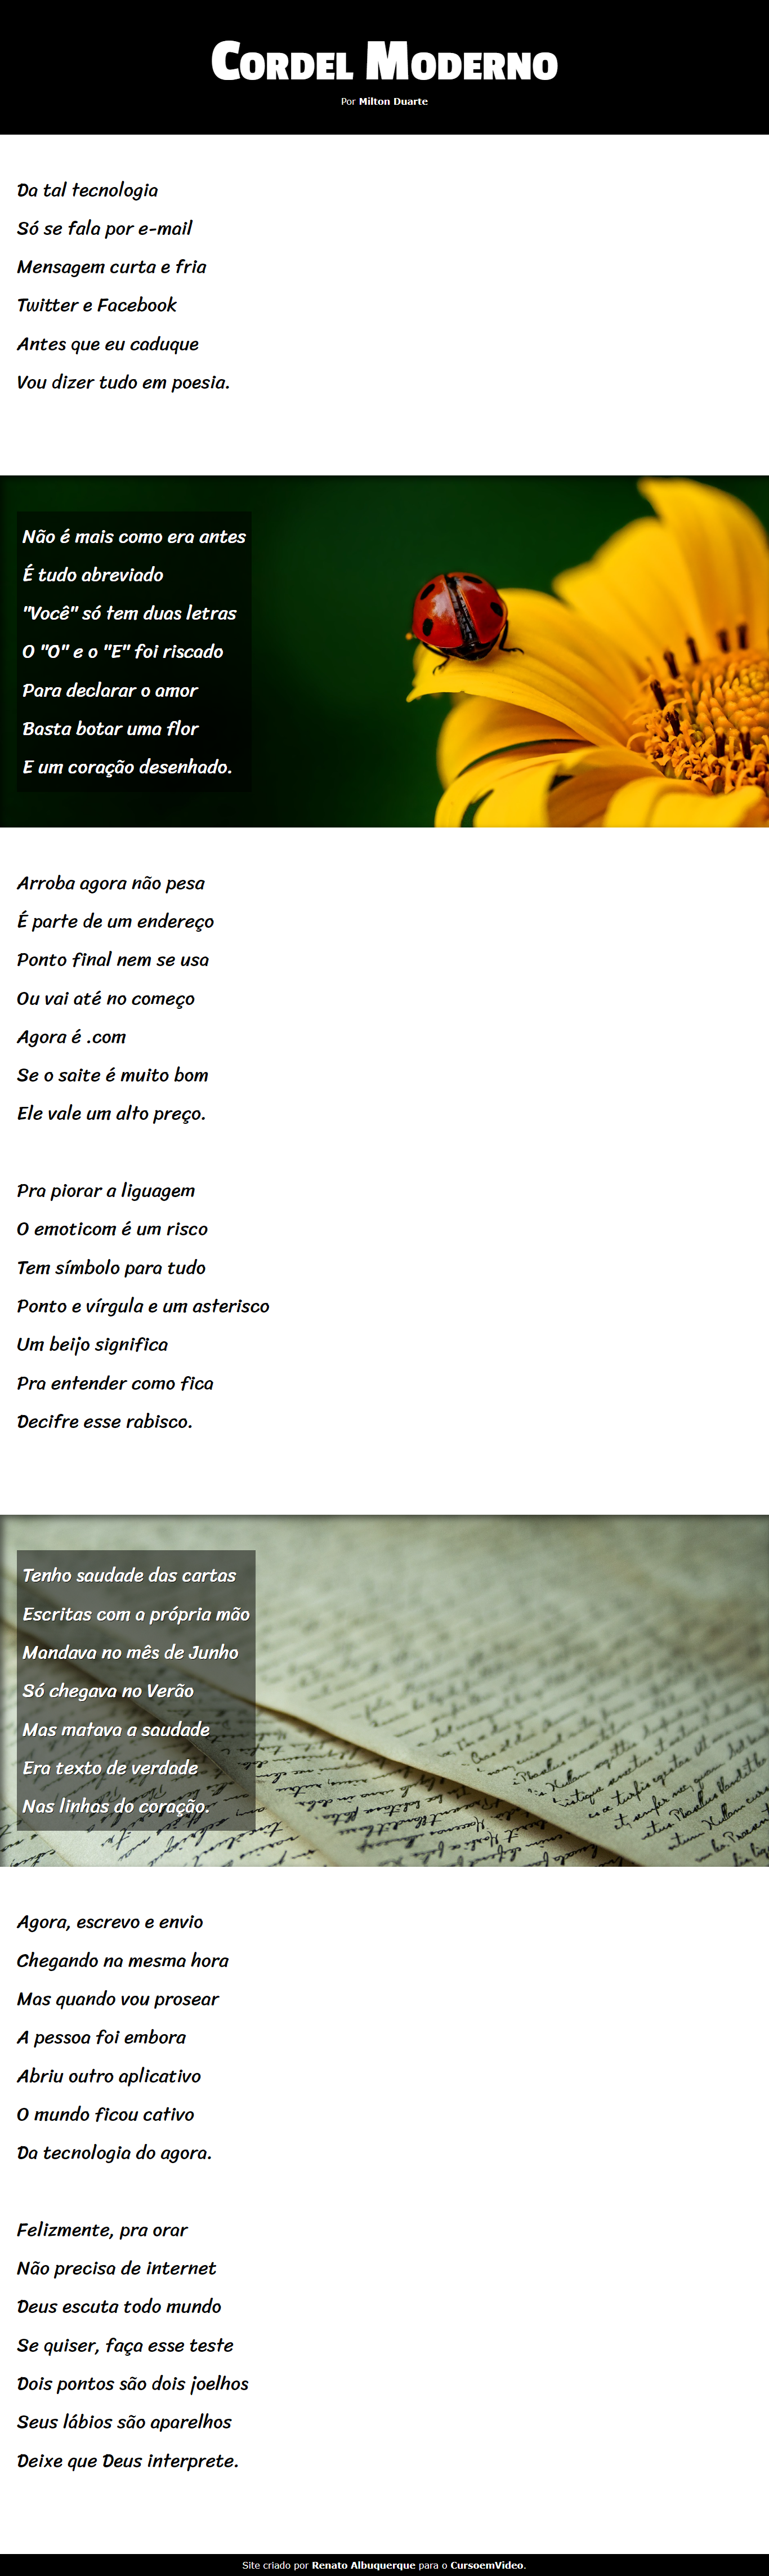 Cordel Moderno
Por Milton Duarte
Da tal tecnologia
Só se fala por e-mail
Mensagem curta e fria
Twitter e Facebook
Antes que eu caduque
Vou dizer tudo em poesia.
Não é mais como era antes
É tudo abreviado
"Você" só tem duas letras
O "O" e o "E" foi riscado
Para declarar o amor
Basta botar uma flor
E um coração desenhado.
Arroba agora não pesa
É parte de um endereço
Ponto final nem se usa
Ou vai até no começo
Agora é .com
Se o saite é muito bom
Ele vale um alto preço.
Pra piorar a liguagem
O emoticom é um risco
Tem símbolo para tudo
Ponto e vírgula e um asterisco
Um beijo significa
Pra entender como fica
Decifre esse rabisco.
Tenho saudade das cartas
Escritas com a própria mão
Mandava no mês de Junho
Só chegava no Verão
Mas matava a saudade
Era texto de verdade
Nas linhas do coração.
Agora, escrevo e envio
Chegando na mesma hora
Mas quando vou prosear
A pessoa foi embora
Abriu outro aplicativo
O mundo ficou cativo
Da tecnologia do agora.
Felizmente, pra orar
Não precisa de internet
Deus escuta todo mundo
Se quiser, faça esse teste
Dois pontos são dois joelhos
Seus lábios são aparelhos
Deixe que Deus interprete.
Site criado por Renato Albuquerque para o CursoemVideo.